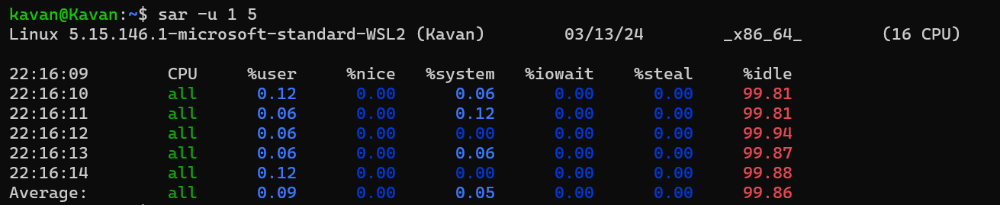 kavan@Kavan:~$ sar -u 1 5
Linux 5.15.146.1-microsoft-standard-WSL2 (Kavan) 03/13/24 _x86_64_ (16 CPU)
22:16:09 CPU %user %nice %system %iowait %steal %idle
22:16:10 all 0.12 0.00 0.06 0.00 0.00 99.81
22:16:11 all 0.06 0.00 0.12 0.00 0.00 99.81
22:16:12 all 0.06 0.00 0.00 0.00 0.00 99.94
22:16:13 all 0.06 0.00 0.06 0.00 0.00 99.87
22:16:14 all 0.12 0.00 0.00 0.00 0.00 99.88
Average: all 0.09 0.00 0.05 0.00 0.00 99.86